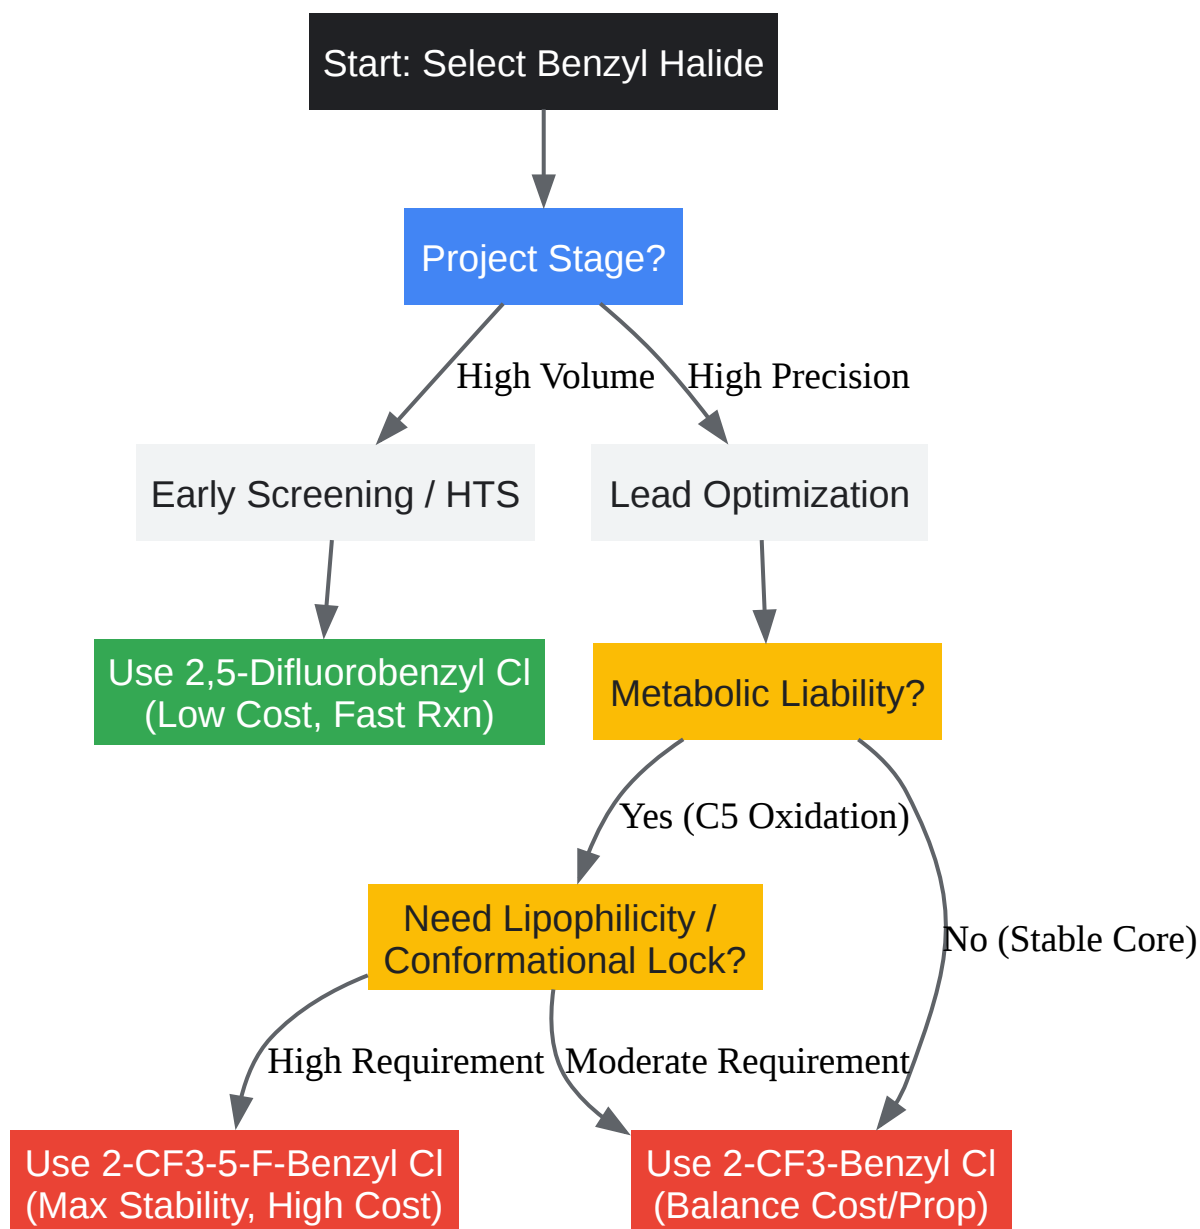 Start: Select Benzyl Halide
Project Stage?
High Volume
High Precision
Early Screening / HTS
Lead Optimization
Use 2,5-Difluorobenzyl Cl
(Low Cost, Fast Rxn)
Metabolic Liability?
Yes (C5 Oxidation)
Need Lipophilicity /
Conformational Lock?
No (Stable Core)
High Requirement
Moderate Requirement
Use 2-CF3-5-F-Benzyl Cl
(Max Stability, High Cost)
Use 2-CF3-Benzyl Cl
(Balance Cost/Prop)